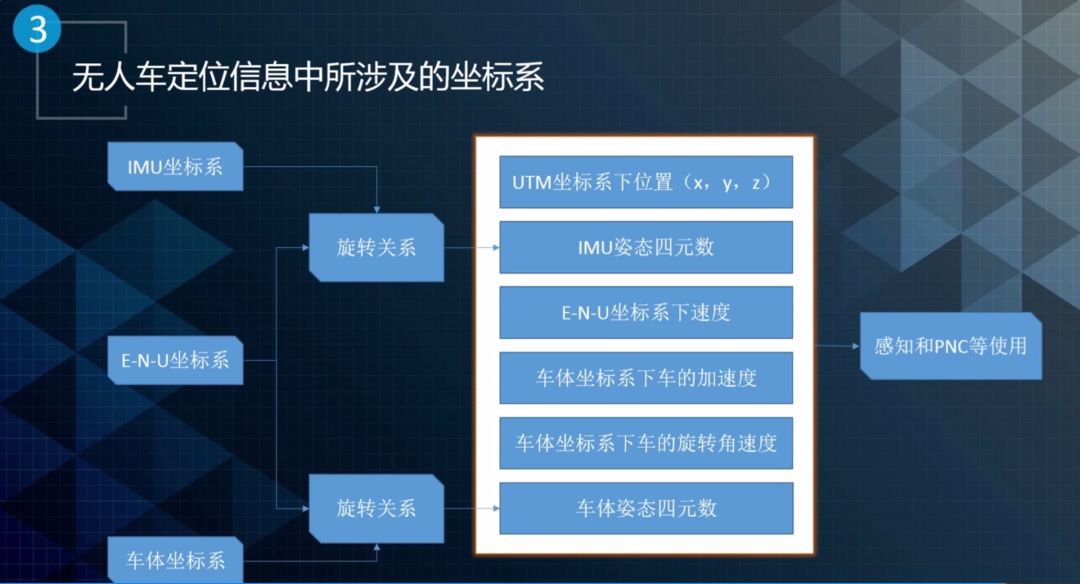 3
无人车定位信息中所涉及的坐标系
IMU坐标系
旋转关系
E-N-U坐标系
旋转关系
车体坐标系
UTM坐标系下位置（x，y，z）
IMU姿态四元数
E-N-U坐标系下速度
车体坐标系下车的加速度
车体坐标系下车的旋转角速度
车体姿态四元数
感知和PNC等使用